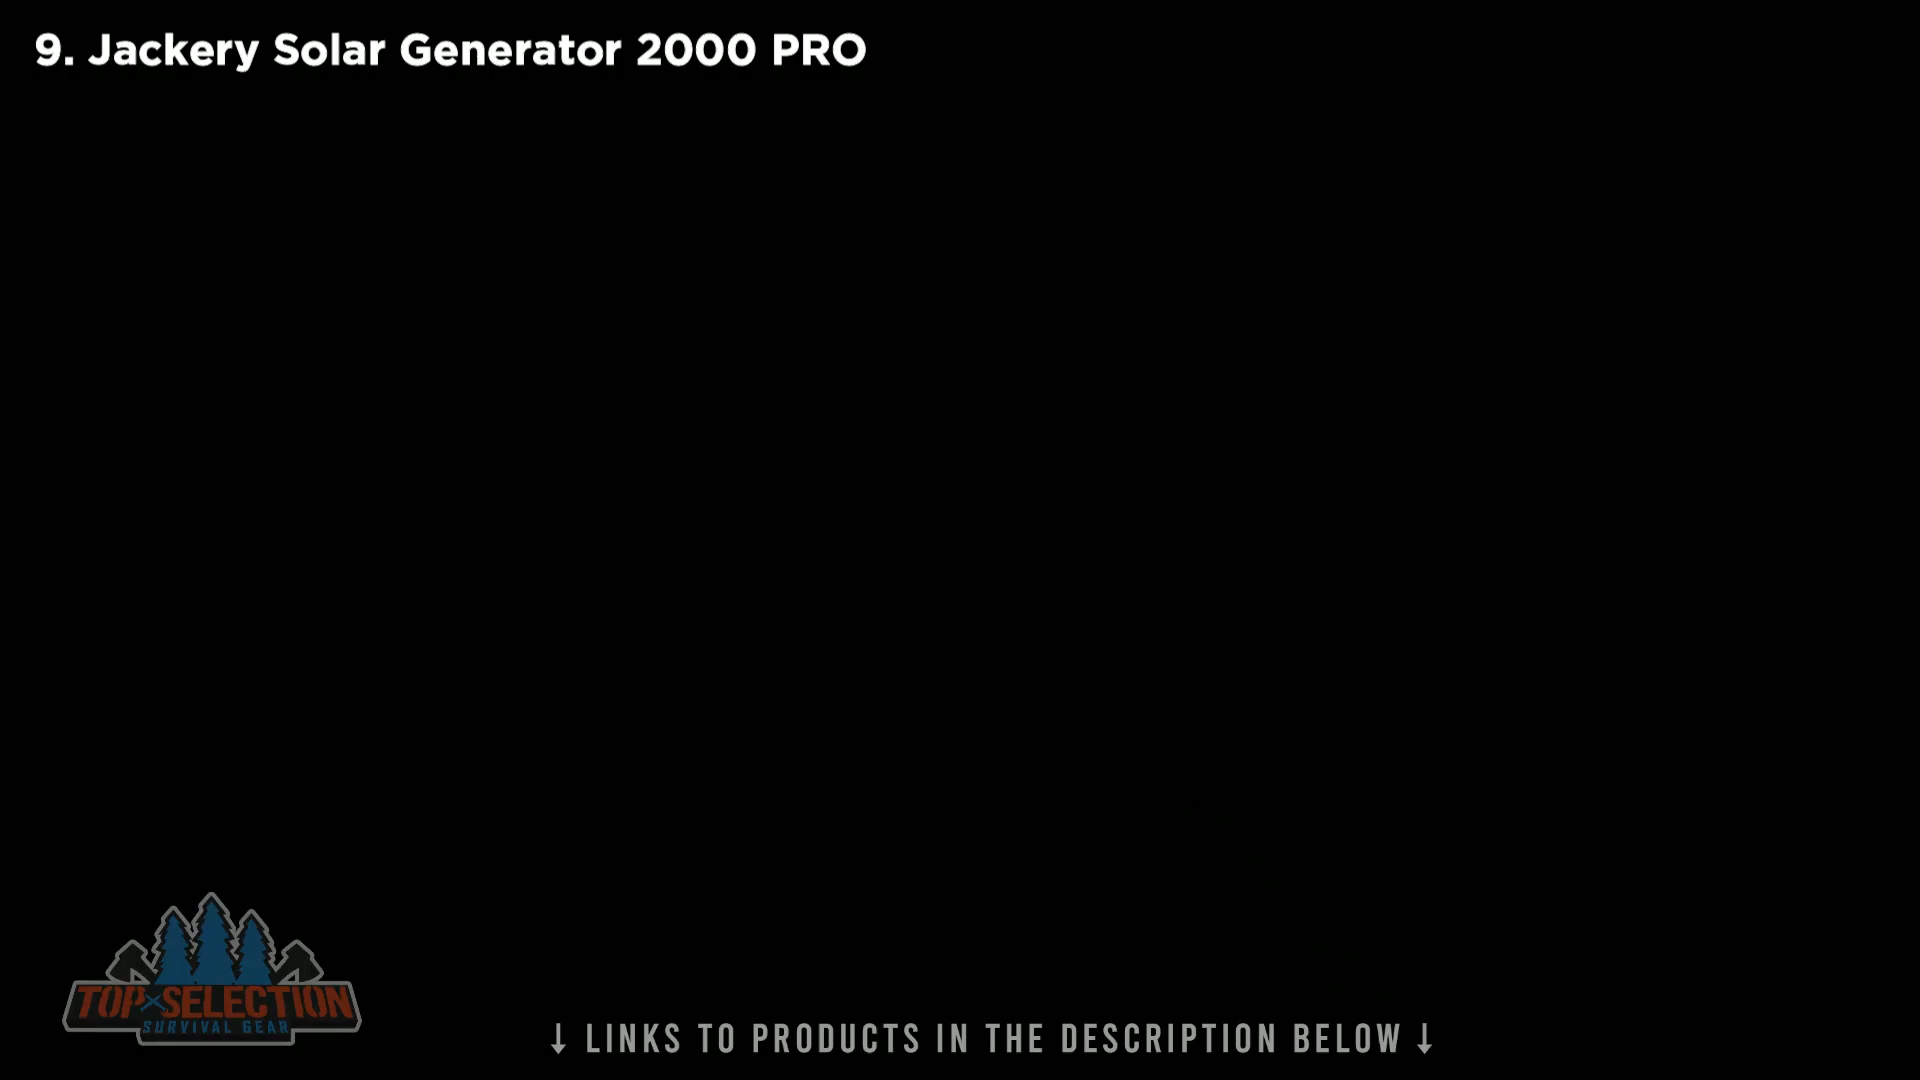 9. Jackery Solar Generator 2000 PRO
TOP SELECTION
SURVIVAL GEAR
↓ LINKS TO PRODUCTS IN THE DESCRIPTION BELOW ↓